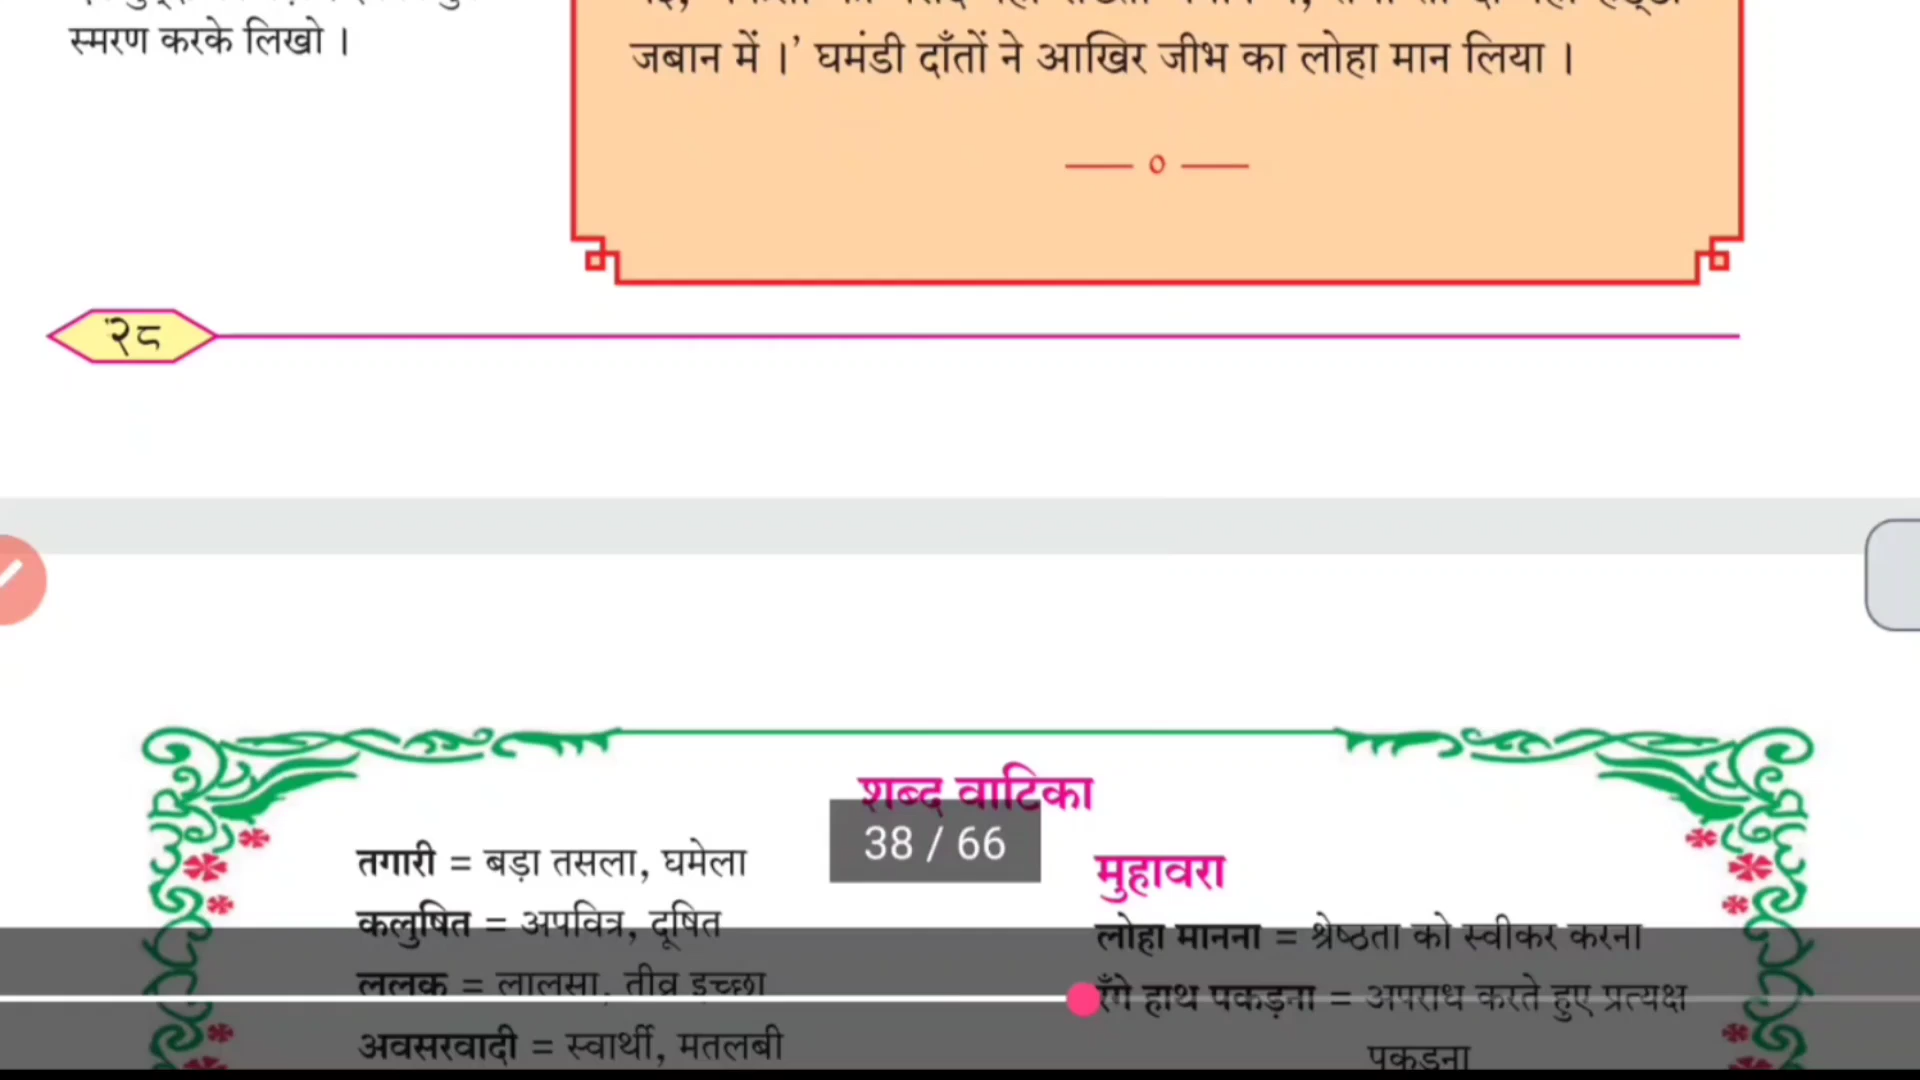 स्मरण करके लिखो ।
जबान में ।’ घमंडी दाँतों ने आखिर जीभ का लोहा मान लिया ।
२८
शब्द वाटिका
38 / 66
तगारी = बड़ा तसला, घमेला
कलुषित = अपवित्र, दूषित
ललक = लालसा, तीव्र इच्छा
अवसरवादी = स्वार्थी, मतलबी
मुहावरा
लोहा मानना = श्रेष्ठता को स्वीकर करना
रँगे हाथ पकड़ना = अपराध करते हुए प्रत्यक्ष
पकड़ना